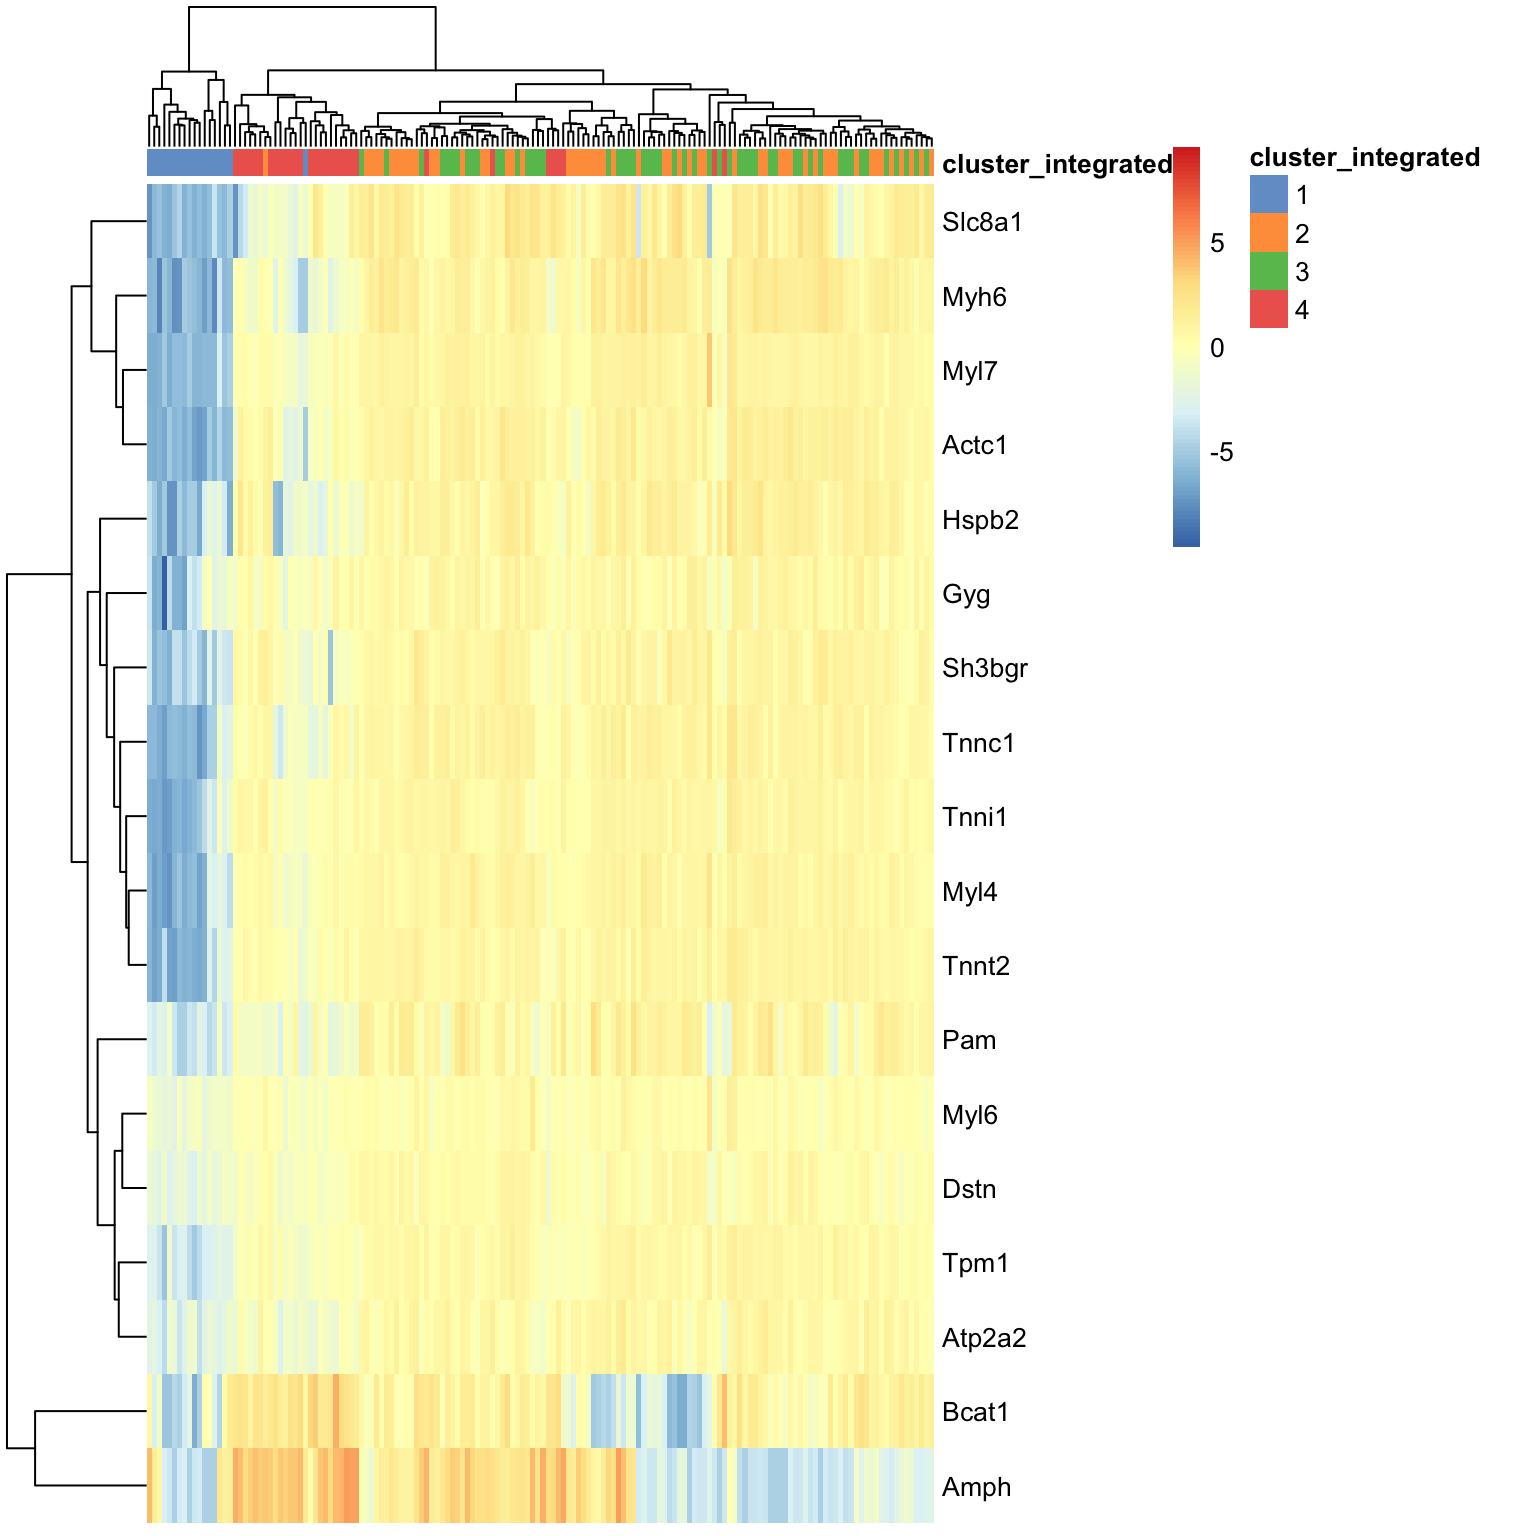 cluster_integrated
Slc8a1
Myh6
Myl7
Actc1
Hspb2
Gyg
Sh3bgr
Tnnc1
Tnni1
Myl4
Tnnt2
Pam
Myl6
Dstn
Tpm1
Atp2a2
Bcat1
Amph
5
0
-5
cluster_integrated
1
2
3
4